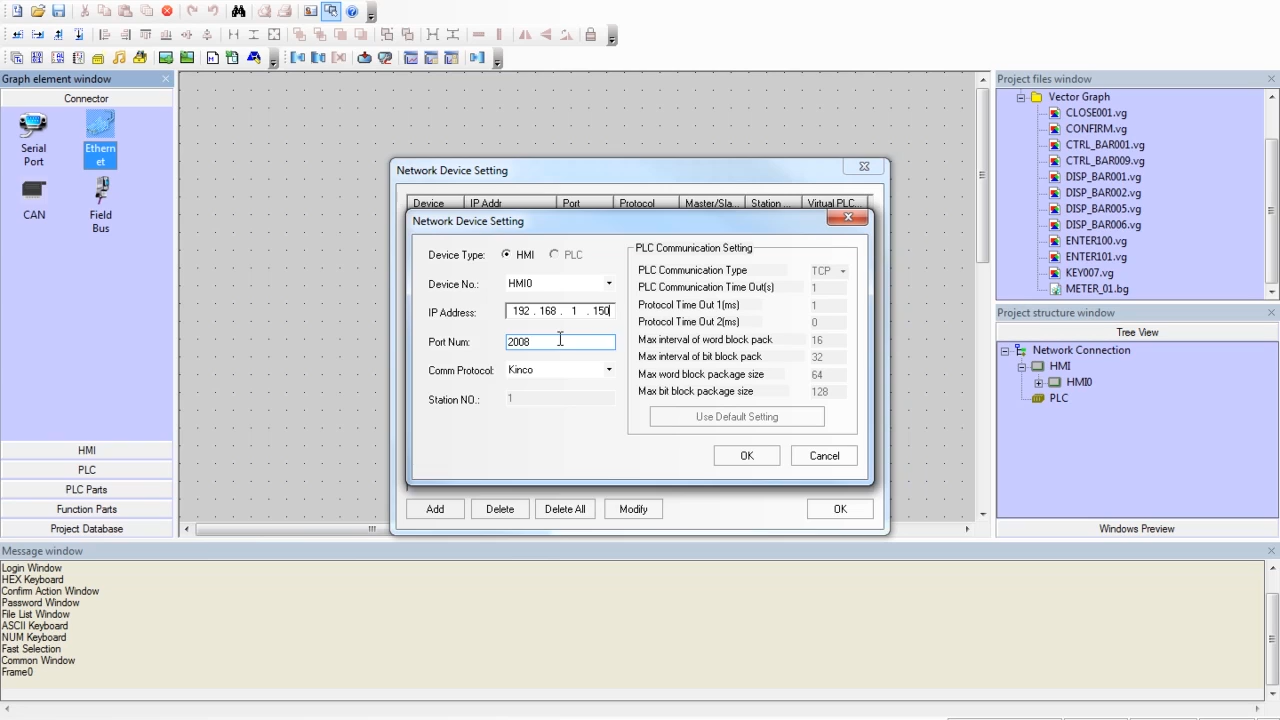 Graph element window
Connector
Serial Port
Ethern et
CAN
Field Bus
HMI
PLC
PLC Parts
Function Parts
Project Database
Network Device Setting
Device IP Addr Port Protocol Master/Sla... Station ... Virtual PLC...
Network Device Setting
Device Type: HMI PLC
Device No.: HMI0
IP Address: 192 . 168 . 1 . 150
Port Num: 2008
Comm Protocol: Kinco
Station NO.: 1
PLC Communication Setting
PLC Communication Type TCP
PLC Communication Time Out(s) 1
Protocol Time Out 1(ms) 1
Protocol Time Out 2(ms) 0
Max interval of word block pack 16
Max interval of bit block pack 32
Max word block package size 64
Max bit block package size 128
Use Default Setting
OK Cancel
Add Delete Delete All Modify OK
Project files window
Vector Graph
CLOSE001.vg
CONFIRM.vg
CTRL_BAR001.vg
CTRL_BAR009.vg
DISP_BAR001.vg
DISP_BAR002.vg
DISP_BAR005.vg
DISP_BAR006.vg
ENTER100.vg
ENTER101.vg
KEY007.vg
METER_01.bg
Project structure window
Tree View
Network Connection
HMI
HMI0
PLC
Windows Preview
Message window
Login Window
HEX Keyboard
Confirm Action Window
Password Window
File List Window
ASCII Keyboard
NUM Keyboard
Fast Selection
Common Window
Frame0